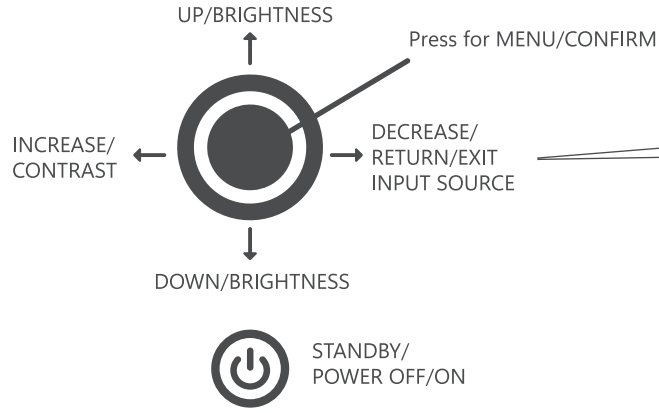 UP/BRIGHTNESS
Press for MENU/CONFIRM
INCREASE/
CONTRAST
DECREASE/
RETURN/EXIT
INPUT SOURCE
DOWN/BRIGHTNESS
STANDBY/
POWER OFF/ON